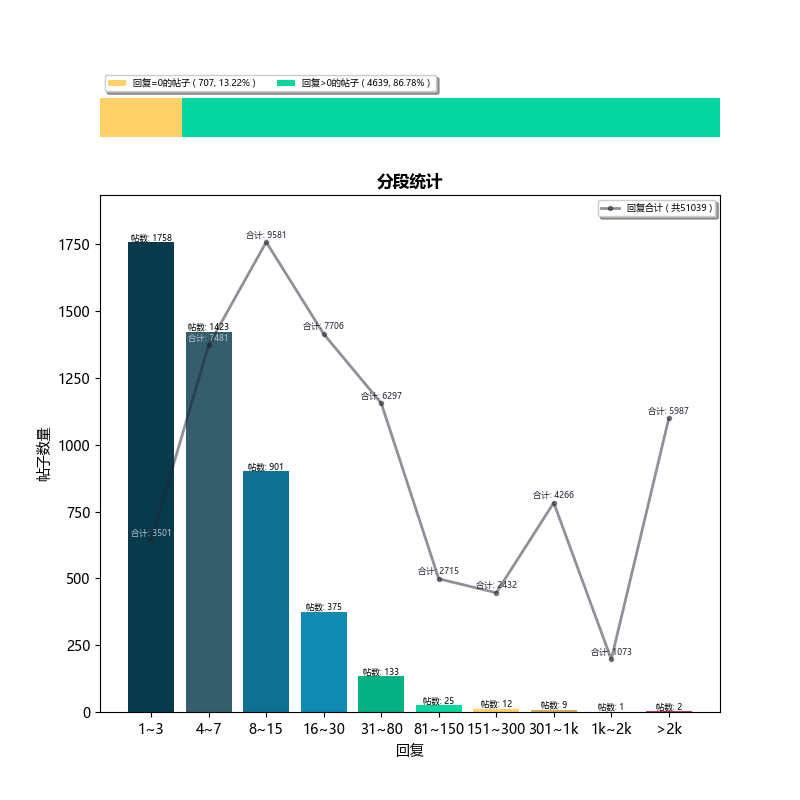 回复=0的帖子 ( 707, 13.22% )  回复>0的帖子 ( 4639, 86.78% )
分段统计
回复合计 ( 共51039 )
帖子数量
1750
1500
1250
1000
750
500
250
0
帖数: 1758
帖数: 1423
帖数: 901
帖数: 375
帖数: 133
帖数: 25
帖数: 12
帖数: 9
帖数: 1
帖数: 2
合计: 3501
合计: 7481
合计: 9581
合计: 7706
合计: 6297
合计: 2715
合计: 2432
合计: 4266
合计: 1073
合计: 5987
1~3 4~7 8~15 16~30 31~80 81~150 151~300 301~1k 1k~2k >2k
回复